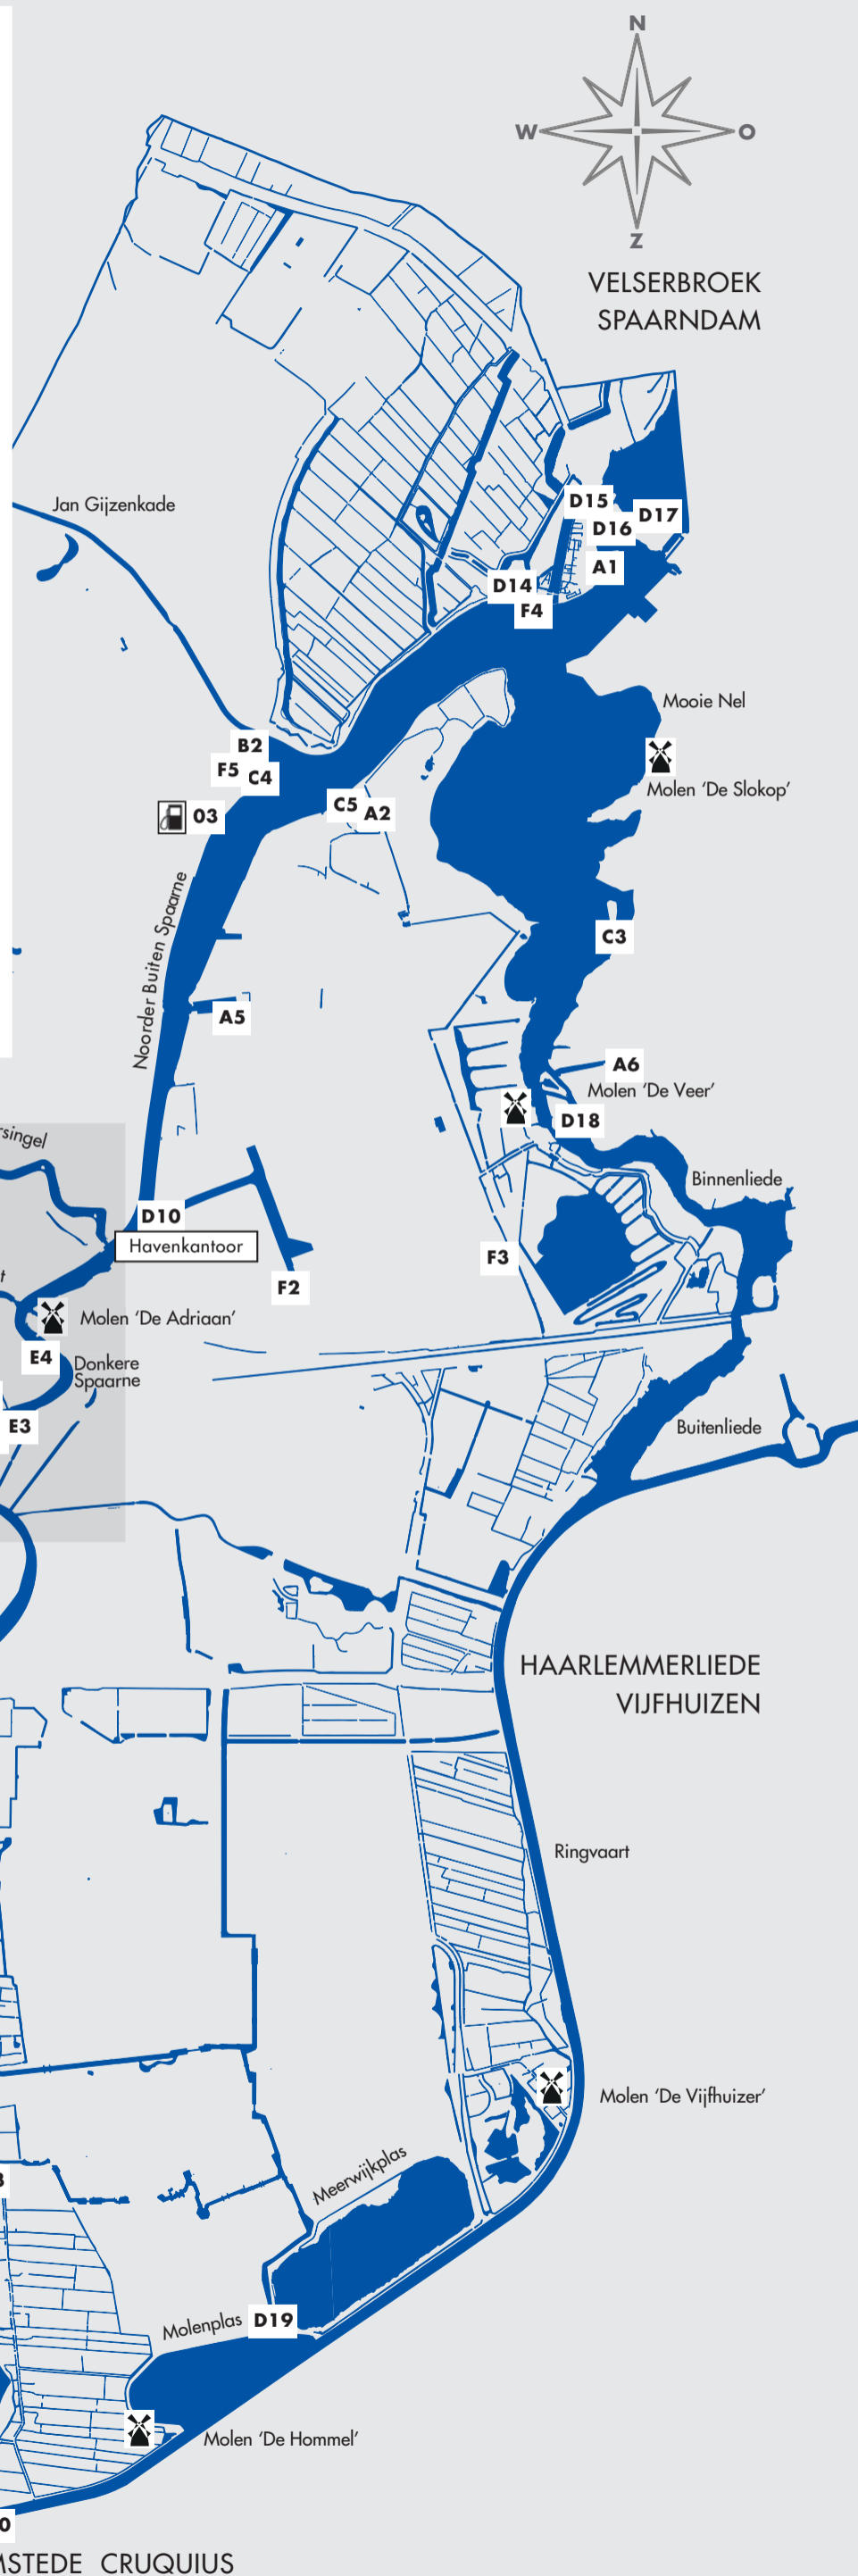 N
W
O
Z
VELSERBROEK
SPAARNDAM
Jan Gijzenkade
D15
D17
D16
A1
D14
F4
Mooie Nel
B2
F5
C4
Molen ‘De Slokop’
C5
A2
03
Noorder Buiten Spaarne
C3
A5
A6
Molen ‘De Veer’
D18
Binnenliede
D10
Havenkantoor
F3
F2
Molen ‘De Adriaan’
E4
Donkere
Spaarne
E3
Buitenliede
HAARLEMMERLIEDE
VIJFHUIZEN
Ringvaart
Molen ‘De Vijfhuizer’
Meerwijkplas
Molenplas
D19
Molen ‘De Hommel’
CRUQUIUS